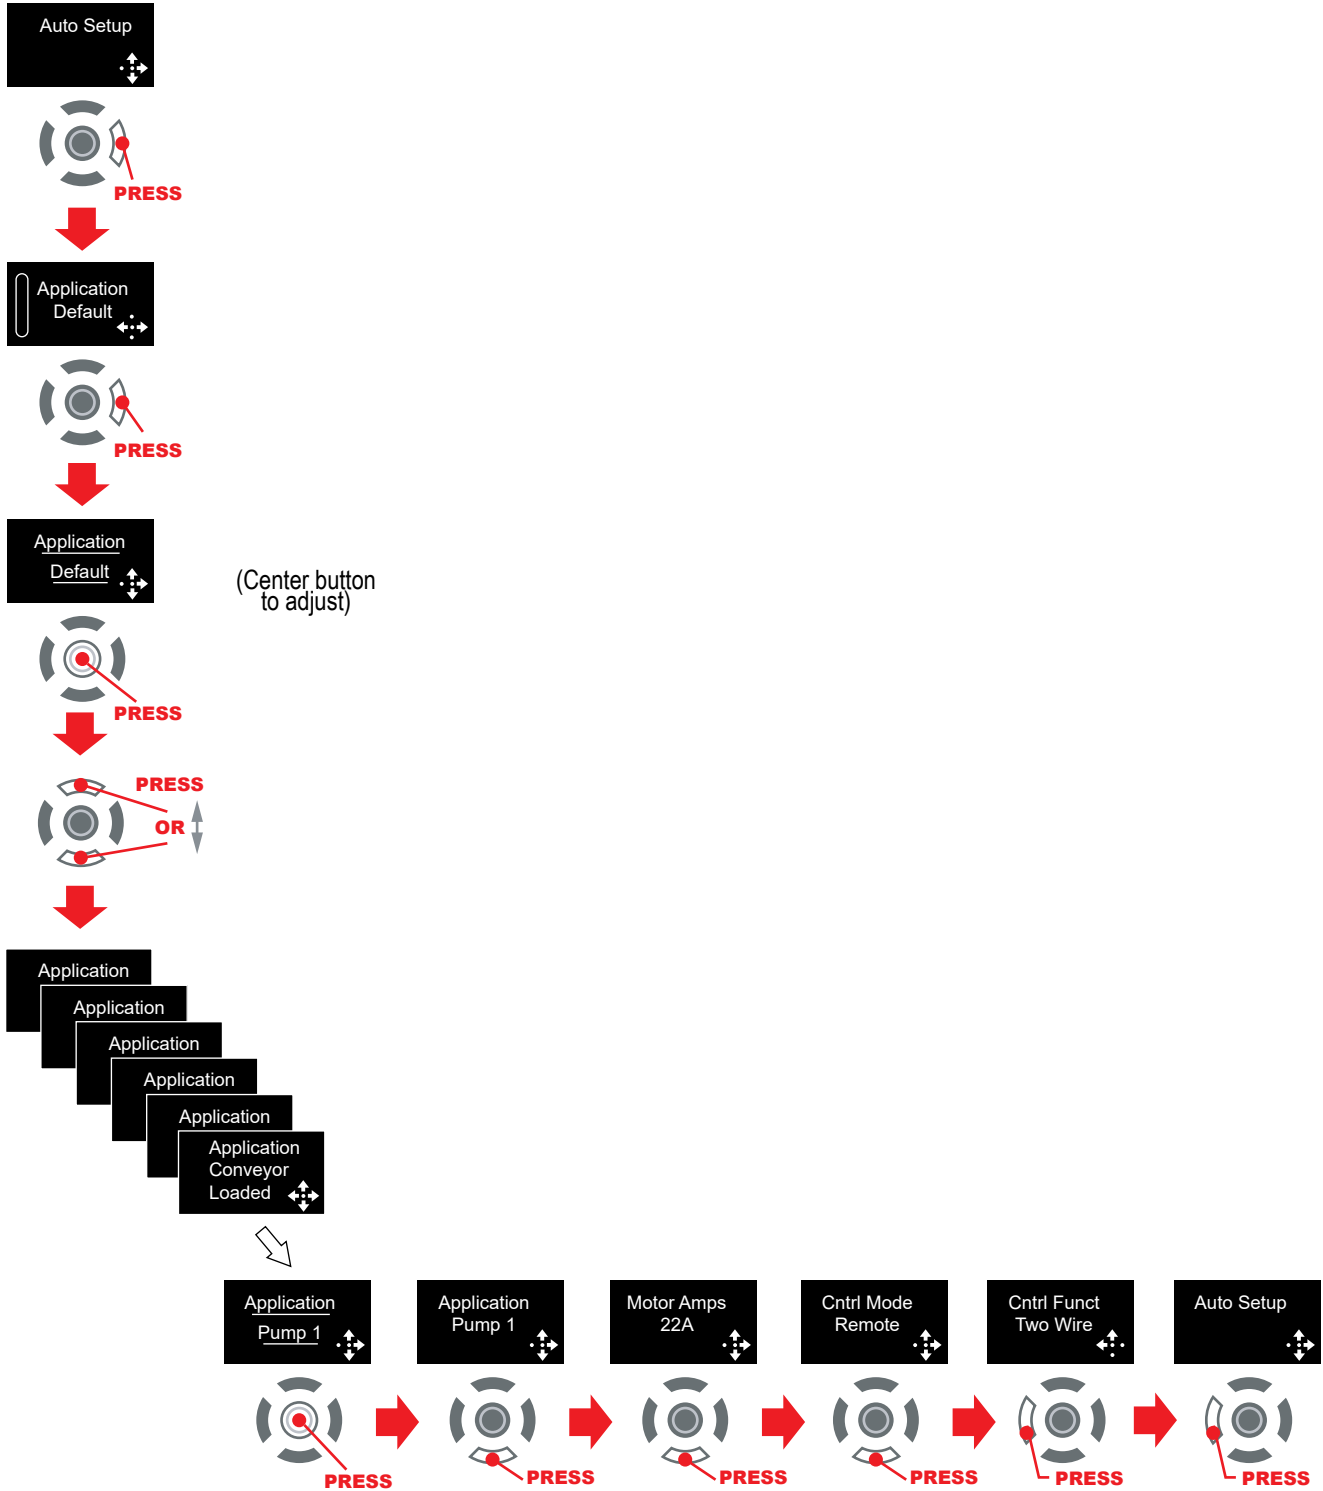 Auto Setup
PRESS
Application
Default
PRESS
Application
Default
(Center button
to adjust)
PRESS
PRESS
OR
Application
Application
Application
Application
Application
Application
Conveyor
Loaded
Application
Pump 1
PRESS
Application
Pump 1
PRESS
Motor Amps
22A
PRESS
Cntrl Mode
Remote
PRESS
Cntrl Funct
Two Wire
PRESS
Auto Setup
PRESS